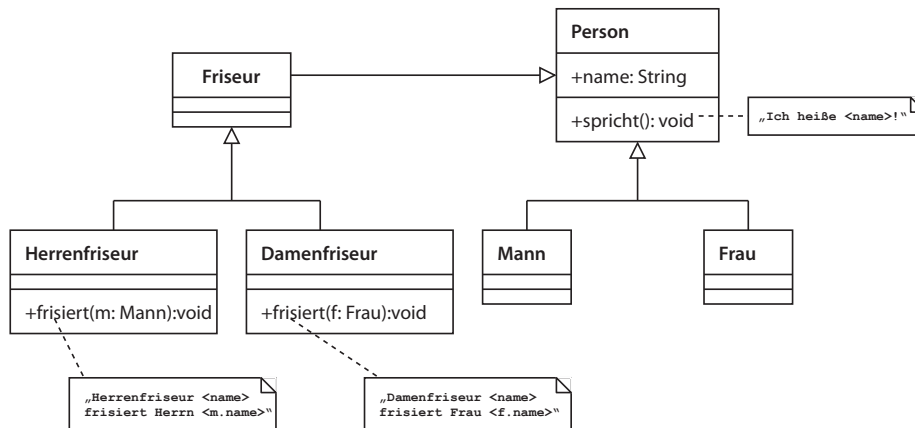 Person
+name: String
+spricht(): void
„Ich heiße <name>!“
Friseur
Herrenfriseur
+frisiert(m: Mann):void
Damenfriseur
+frisiert(f: Frau):void
Mann
Frau
„Herrenfriseur <name>
frisiert Herrn <m.name>“
„Damenfriseur <name>
frisiert Frau <f.name>“